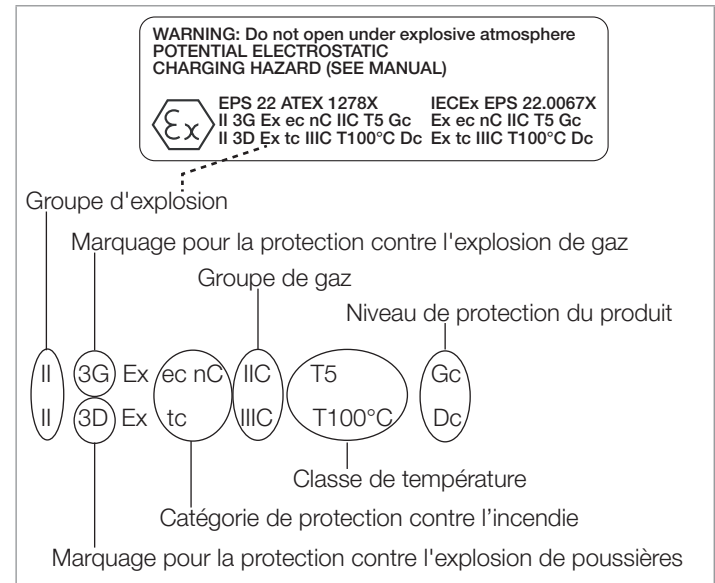 WARNING: Do not open under explosive atmosphere
POTENTIAL ELECTROSTATIC
CHARGING HAZARD (SEE MANUAL)
Ex
EPS 22 ATEX 1278X IECEx EPS 22.0067X
II 3G Ex ec nC IIC T5 Gc Ex ec nC IIC T5 Gc
II 3D Ex tc IIIC T100°C Dc Ex tc IIIC T100°C Dc
Groupe d'explosion
Marquage pour la protection contre l'explosion de gaz
Groupe de gaz
Niveau de protection du produit
II 3G Ex ec nC IIC T5 Gc
II 3D Ex tc IIIC T100°C Dc
Classe de température
Catégorie de protection contre l’incendie
Marquage pour la protection contre l'explosion de poussières